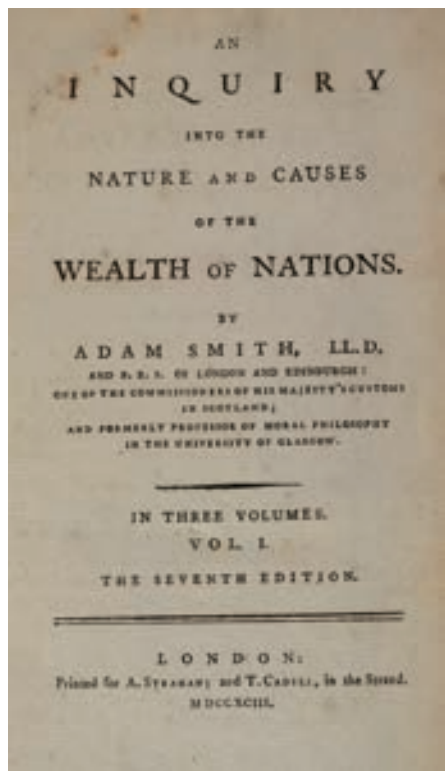 AN
INQUIRY
INTO THE
NATURE AND CAUSES
OF THE
WEALTH OF NATIONS.
BY
ADAM SMITH, LL.D.
AND F. R. S. OF LONDON AND EDINBURGH:
ONE OF THE COMMISSIONERS OF HIS MAJESTY'S CUSTOMS
IN SCOTLAND;
AND FORMERLY PROFESSOR OF MORAL PHILOSOPHY
IN THE UNIVERSITY OF GLASGOW.
IN THREE VOLUMES.
VOL. I.
THE SEVENTH EDITION.
LONDON:
Printed for A. STRAHAN; and T. CADELL, in the Strand.
MDCCXCIII.